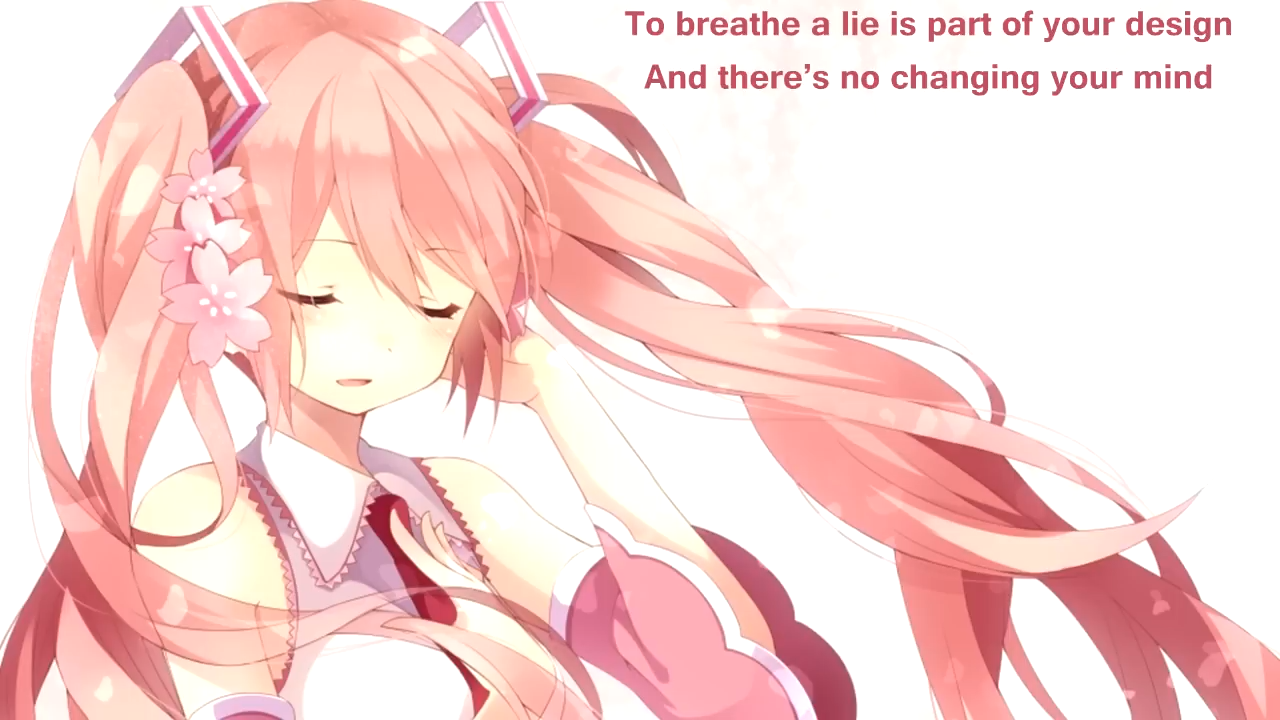 To breathe a lie is part of your design
And there’s no changing your mind